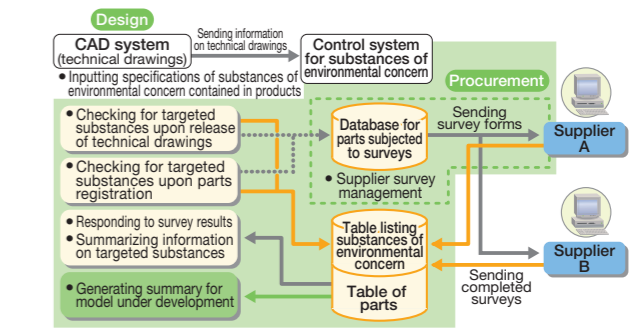 Design
CAD system
(technical drawings)
Sending information
on technical drawings
Control system
for substances of
environmental concern
• Inputting specifications of substances of
environmental concern contained in products
Procurement
• Checking for targeted
substances upon release
of technical drawings
• Checking for targeted
substances upon parts
registration
Database for
parts subjected
to surveys
• Supplier survey
management
Sending
survey forms
Supplier
A
• Responding to survey results
• Summarizing information
on targeted substances
• Generating summary for
model under development
Table listing
substances of
environmental
concern
Table of
parts
Supplier
B
Sending
completed
surveys